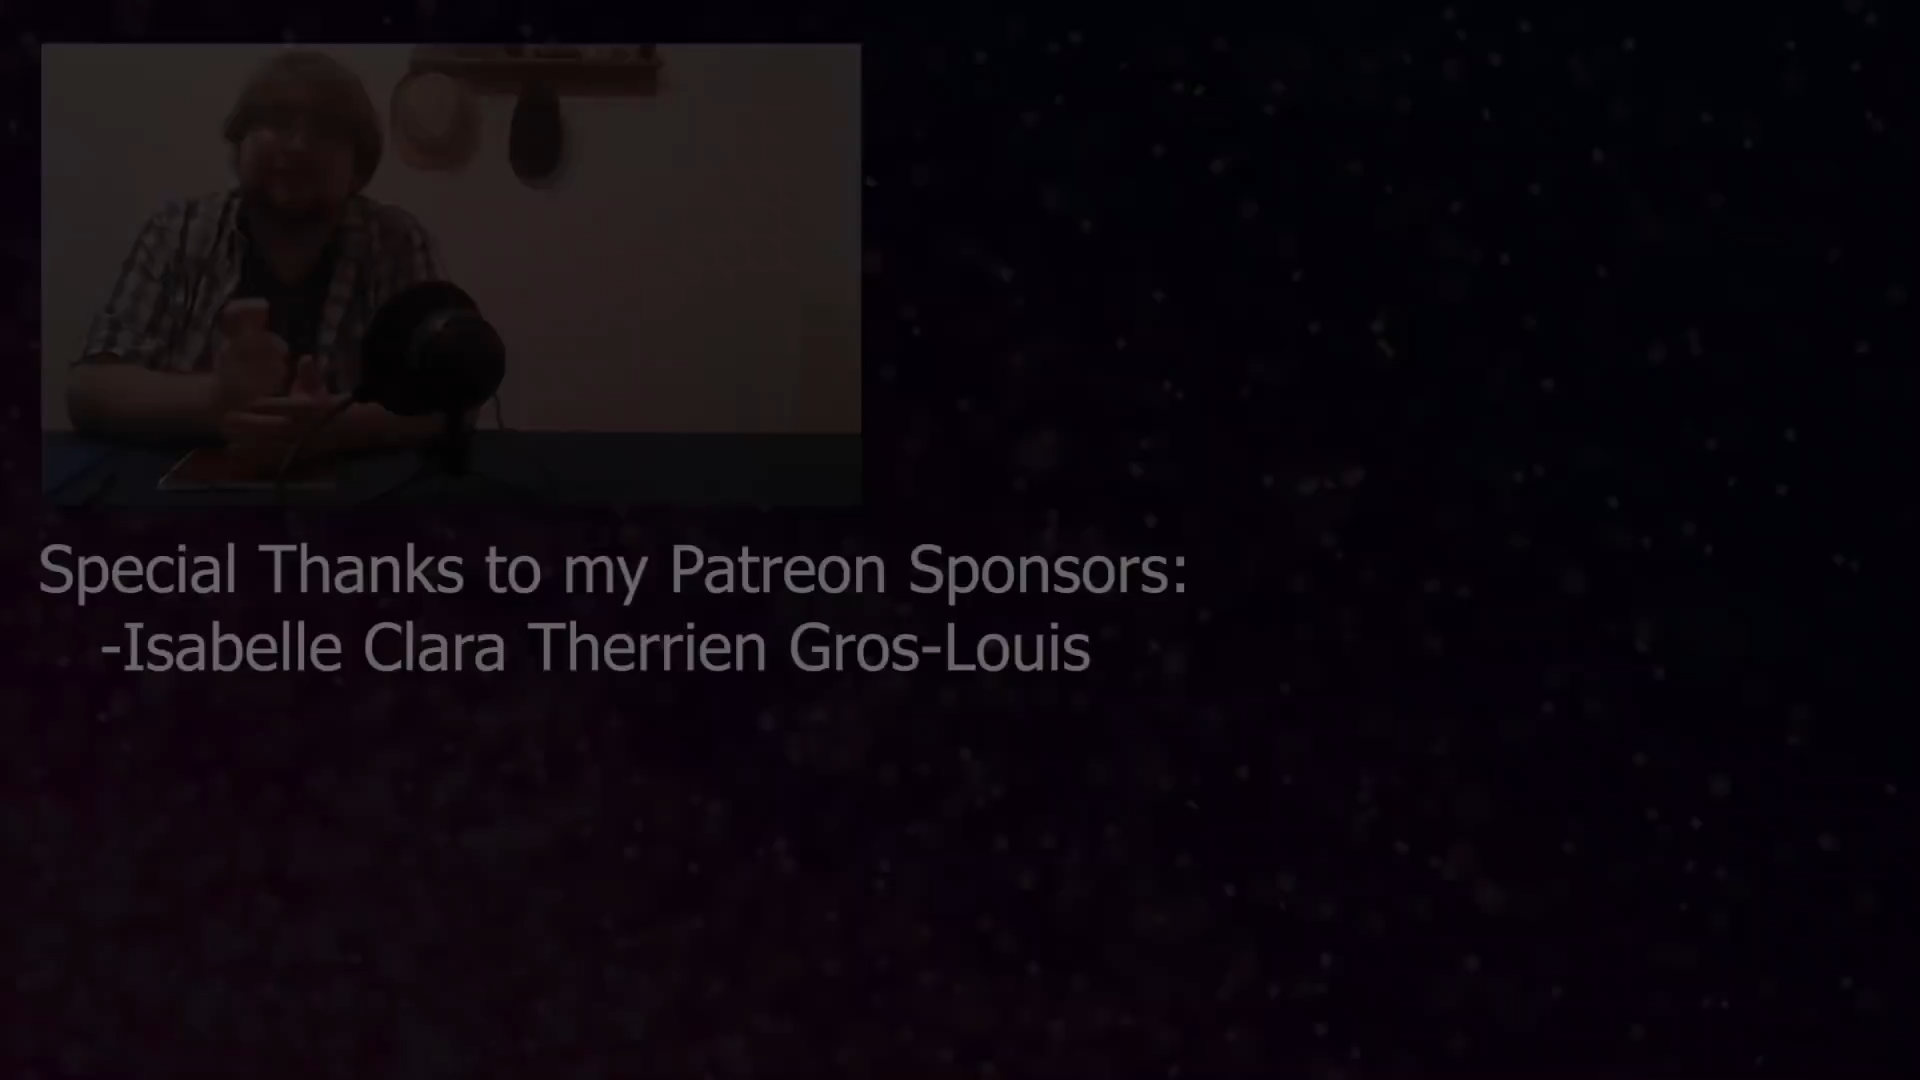 Special Thanks to my Patreon Sponsors:
-Isabelle Clara Therrien Gros-Louis